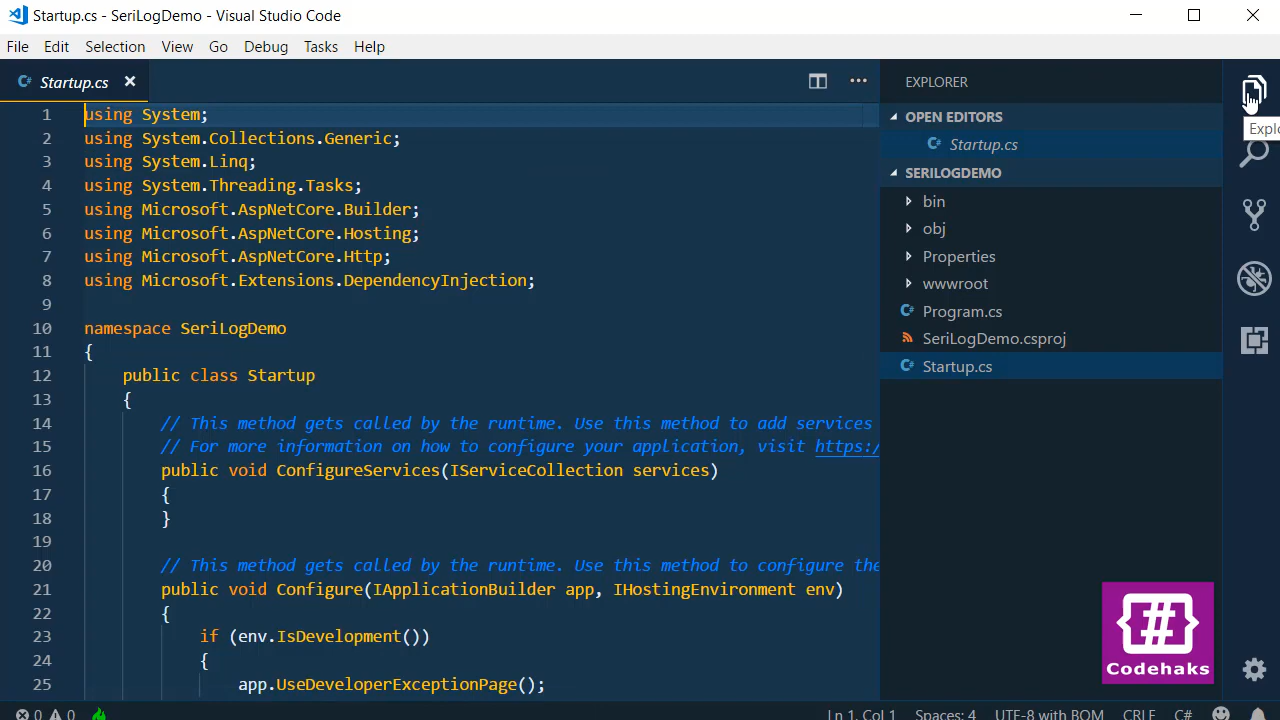 Startup.cs - SeriLogDemo - Visual Studio Code
File Edit Selection View Go Debug Tasks Help
Startup.cs
1 using System;
2 using System.Collections.Generic;
3 using System.Linq;
4 using System.Threading.Tasks;
5 using Microsoft.AspNetCore.Builder;
6 using Microsoft.AspNetCore.Hosting;
7 using Microsoft.AspNetCore.Http;
8 using Microsoft.Extensions.DependencyInjection;
9
10 namespace SeriLogDemo
11 {
12 public class Startup
13 {
14 // This method gets called by the runtime. Use this method to add services
15 // For more information on how to configure your application, visit https:/
16 public void ConfigureServices(IServiceCollection services)
17 {
18 }
19
20 // This method gets called by the runtime. Use this method to configure the
21 public void Configure(IApplicationBuilder app, IHostingEnvironment env)
22 {
23 if (env.IsDevelopment())
24 {
25 app.UseDeveloperExceptionPage();
EXPLORER
OPEN EDITORS
Startup.cs
SERILOGDEMO
bin
obj
Properties
wwwroot
Program.cs
SeriLogDemo.csproj
Startup.cs
Explo
{#}
Codehaks
0 0 Ln 1, Col 1 Spaces: 4 UTF-8 with BOM CRLF C#